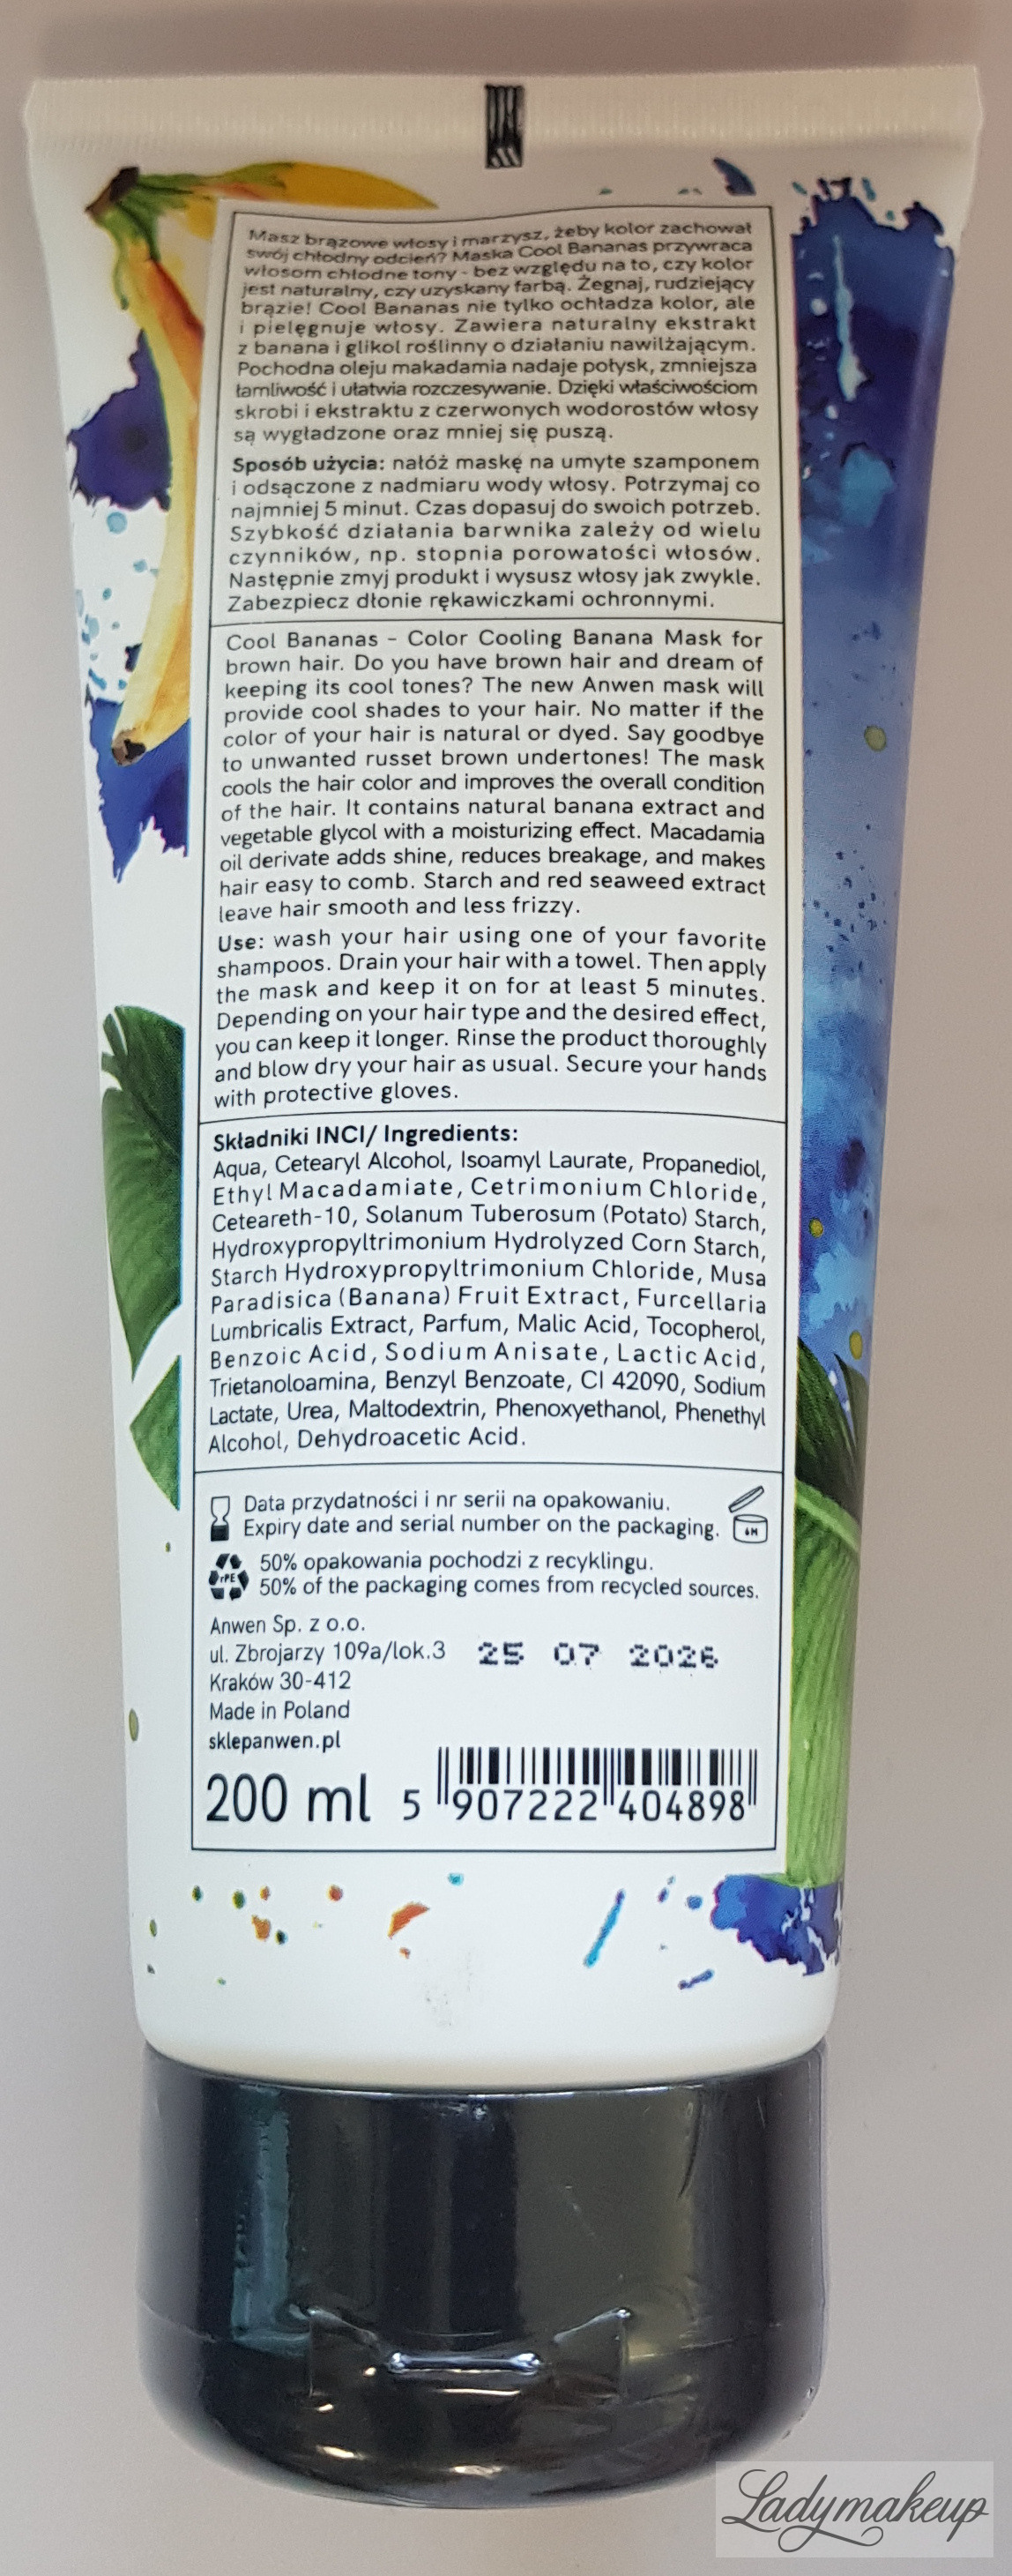 Masz brązowe włosy i marzysz, żeby kolor zachował
swój chłodny odcień? Maska Cool Bananas przywraca
włosom chłodne tony - bez względu na to, czy kolor
jest naturalny, czy uzyskany farbą. Żegnaj, rudziejący
brązie! Cool Bananas nie tylko ochładza kolor, ale
i pielęgnuje włosy. Zawiera naturalny ekstrakt
z banana i glikol roślinny o działaniu nawilżającym.
Pochodna oleju makadamia nadaje połysk, zmniejsza
łamliwość i ułatwia rozczesywanie. Dzięki właściwościom
skrobi i ekstraktu z czerwonych wodorostów włosy
są wygładzone oraz mniej się puszą.
Sposób użycia: nałóż maskę na umyte szamponem
i odsączone z nadmiaru wody włosy. Potrzymaj co
najmniej 5 minut. Czas dopasuj do swoich potrzeb.
Szybkość działania barwnika zależy od wielu
czynników, np. stopnia porowatości włosów.
Następnie zmyj produkt i wysusz włosy jak zwykle.
Zabezpiecz dłonie rękawiczkami ochronnymi.
Cool Bananas – Color Cooling Banana Mask for
brown hair. Do you have brown hair and dream of
keeping its cool tones? The new Anwen mask will
provide cool shades to your hair. No matter if the
color of your hair is natural or dyed. Say goodbye
to unwanted russet brown undertones! The mask
cools the hair color and improves the overall condition
of the hair. It contains natural banana extract and
vegetable glycol with a moisturizing effect. Macadamia
oil derivate adds shine, reduces breakage, and makes
hair easy to comb. Starch and red seaweed extract
leave hair smooth and less frizzy.
Use: wash your hair using one of your favorite
shampoos. Drain your hair with a towel. Then apply
the mask and keep it on for at least 5 minutes.
Depending on your hair type and the desired effect,
you can keep it longer. Rinse the product thoroughly
and blow dry your hair as usual. Secure your hands
with protective gloves.
Składniki INCI/ Ingredients:
Aqua, Cetearyl Alcohol, Isoamyl Laurate, Propanediol,
Ethyl Macadamiate, Cetrimonium Chloride,
Ceteareth-10, Solanum Tuberosum (Potato) Starch,
Hydroxypropyltrimonium Hydrolyzed Corn Starch,
Starch Hydroxypropyltrimonium Chloride, Musa
Paradisica (Banana) Fruit Extract, Furcellaria
Lumbricalis Extract, Parfum, Malic Acid, Tocopherol,
Benzoic Acid, Sodium Anisate, Lactic Acid,
Trietanoloamina, Benzyl Benzoate, CI 42090, Sodium
Lactate, Urea, Maltodextrin, Phenoxyethanol, Phenethyl
Alcohol, Dehydroacetic Acid.
Data przydatności i nr serii na opakowaniu.
Expiry date and serial number on the packaging.
6M
rPE
50% opakowania pochodzi z recyklingu.
50% of the packaging comes from recycled sources.
Anwen Sp. z o.o.
ul. Zbrojarzy 109a/lok.3
Kraków 30-412
Made in Poland
sklepanwen.pl
25 07 2026
200 ml
5 907222 404898
Ladymakeup